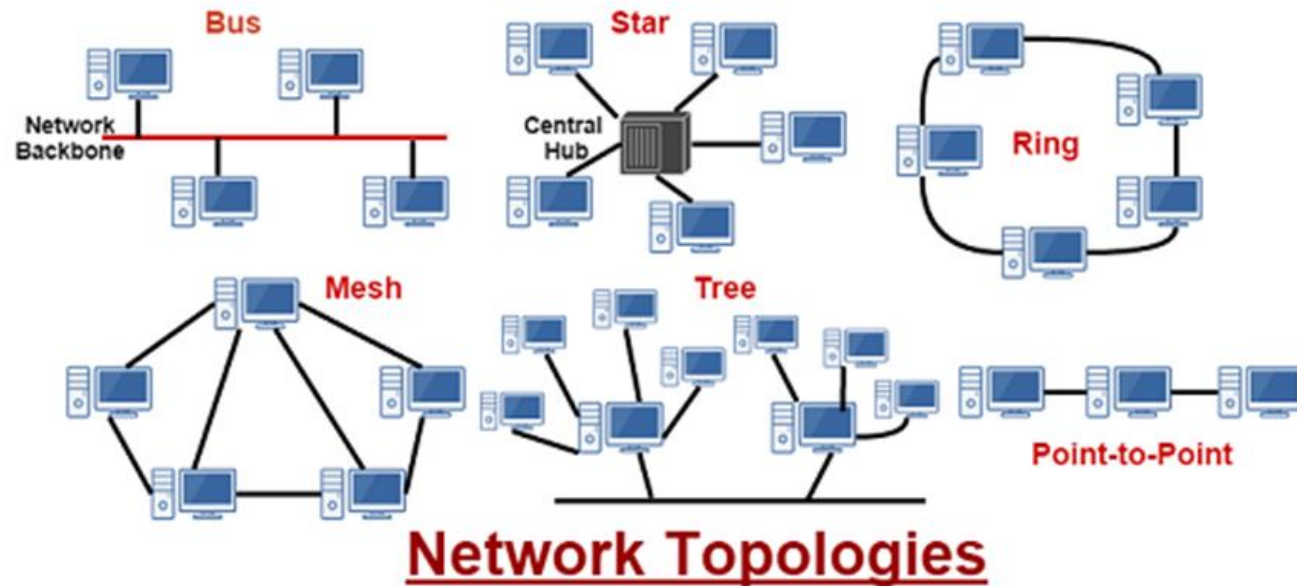 Bus
Network
Backbone
Star
Central
Hub
Ring
Mesh
Tree
Point-to-Point
Network Topologies